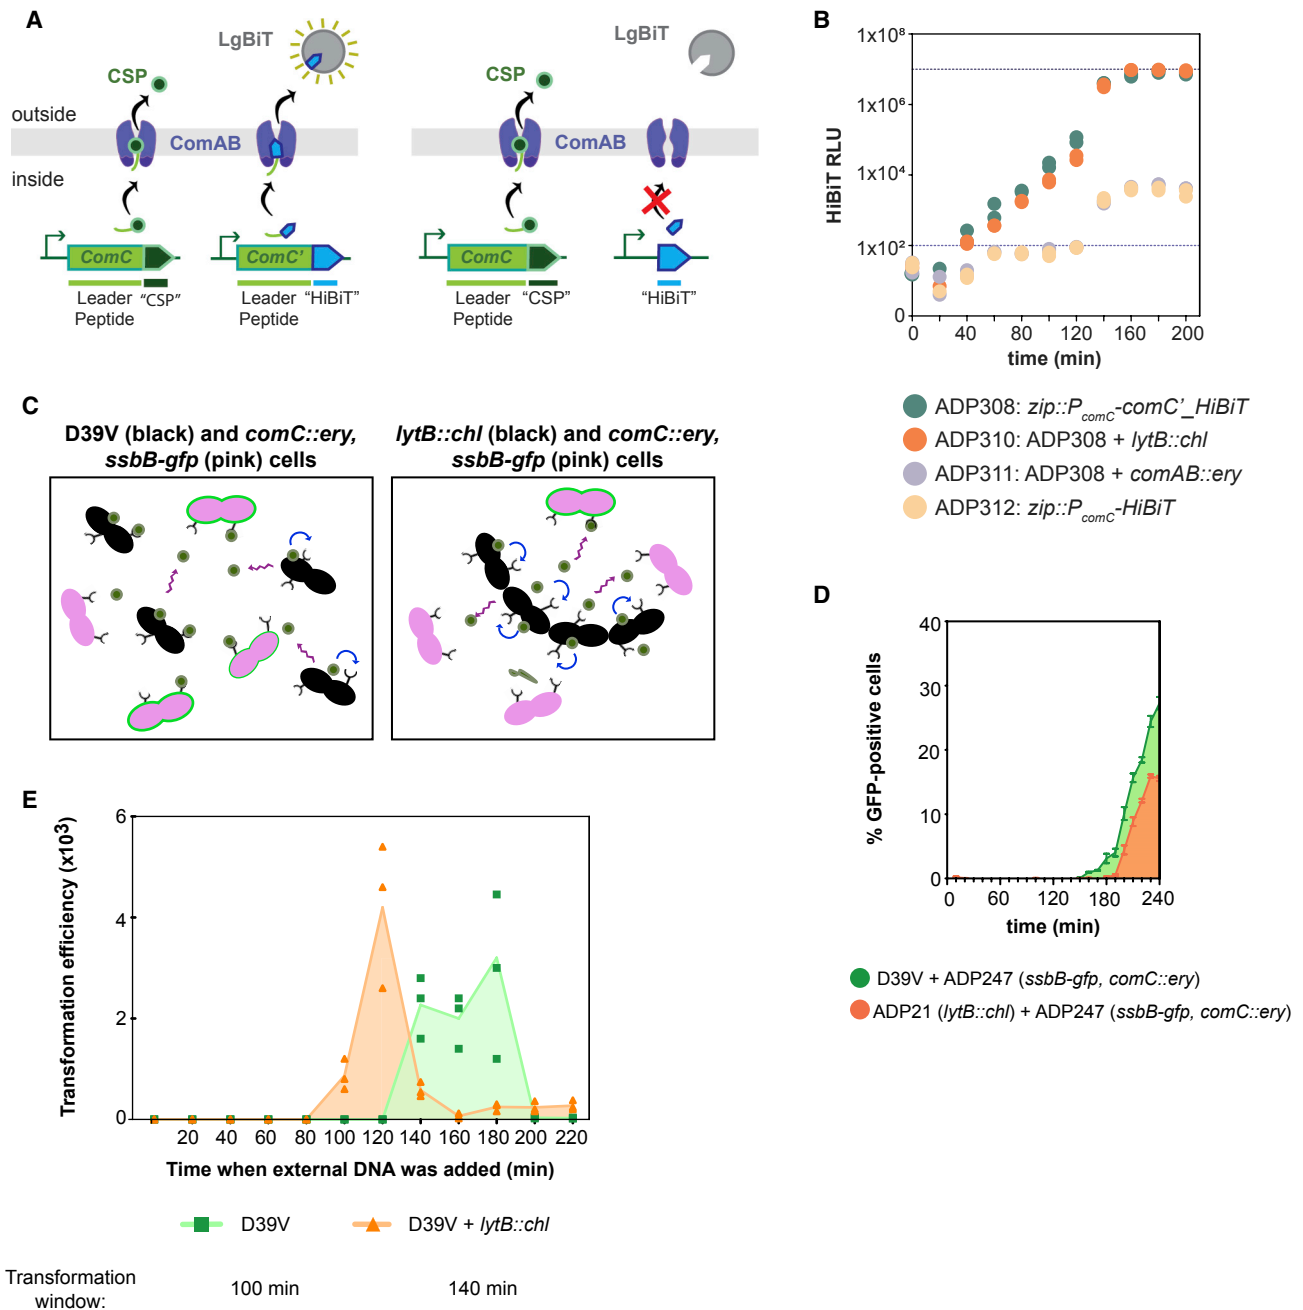 A
LgBiT
CSP
outside
ComAB
inside
ComC
ComC'
Leader
Peptide
"CSP"
Leader
Peptide
"HiBiT"
LgBiT
CSP
ComAB
ComC
Leader
Peptide
"CSP"
"HiBiT"
B
HiBiT RLU
1x10⁸
1x10⁶
1x10⁴
1x10²
0
0 40 80 120 160 200
time (min)
ADP308: zip::PcomC-comC'_HiBiT
ADP310: ADP308 + lytB::chl
ADP311: ADP308 + comAB::ery
ADP312: zip::PcomC-HiBiT
C
D39V (black) and comC::ery,
ssbB-gfp (pink) cells
lytB::chl (black) and comC::ery,
ssbB-gfp (pink) cells
D
% GFP-positive cells
40
30
20
10
0
0 60 120 180 240
time (min)
D39V + ADP247 (ssbB-gfp, comC::ery)
ADP21 (lytB::chl) + ADP247 (ssbB-gfp, comC::ery)
E
Transformation efficiency (x10³)
6
4
2
0
20 40 60 80 100 120 140 160 180 200 220
Time when external DNA was added (min)
D39V
D39V + lytB::chl
Transformation
window:
100 min
140 min